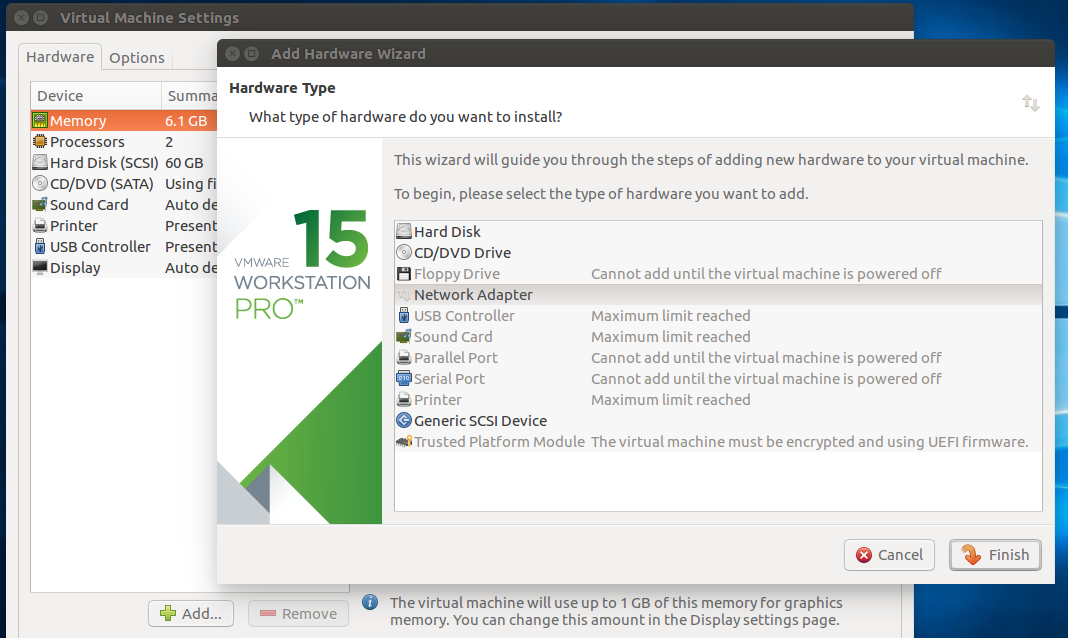 Virtual Machine Settings
Hardware Options
Device Summa
Memory 6.1 GB
Processors 2
Hard Disk (SCSI) 60 GB
CD/DVD (SATA) Using fi
Sound Card Auto de
Printer Present
USB Controller Present
Display Auto de
Add... Remove
The virtual machine will use up to 1 GB of this memory for graphics
memory. You can change this amount in the Display settings page.
Add Hardware Wizard
Hardware Type
What type of hardware do you want to install?
VMWARE 15
WORKSTATION
PRO™
This wizard will guide you through the steps of adding new hardware to your virtual machine.
To begin, please select the type of hardware you want to add.
Hard Disk
CD/DVD Drive
Floppy Drive Cannot add until the virtual machine is powered off
Network Adapter
USB Controller Maximum limit reached
Sound Card Maximum limit reached
Parallel Port Cannot add until the virtual machine is powered off
Serial Port Cannot add until the virtual machine is powered off
Printer Maximum limit reached
Generic SCSI Device
Trusted Platform Module The virtual machine must be encrypted and using UEFI firmware.
Cancel Finish